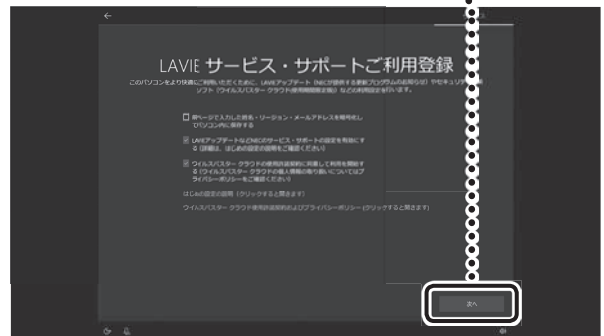 LAVIE サービス・サポートご利用登録
このパソコンをより快適にご利用いただくために、LAVIEアップデート（NECが提供する更新プログラムのお知らせ）やセキュリティ対策
ソフト（ウイルスバスター クラウド(使用期間限定版)）などの利用設定を行います。
前ページで入力した姓名・リージョン・メールアドレスを暗号化し
てパソコン内に保存する
LAVIEアップデートなどNECのサービス・サポートの設定を有効にす
る (詳細は、はじめの設定の説明をご確認ください)
ウイルスバスター クラウドの使用許諾契約に同意して利用を開始す
る (ウイルスバスター クラウドの個人情報の取り扱いについてはプ
ライバシーポリシーをご確認ください)
はじめの設定の説明（クリックすると開きます）
ウイルスバスター クラウド使用許諾契約およびプライバシーポリシー (クリックすると開きます)
次へ